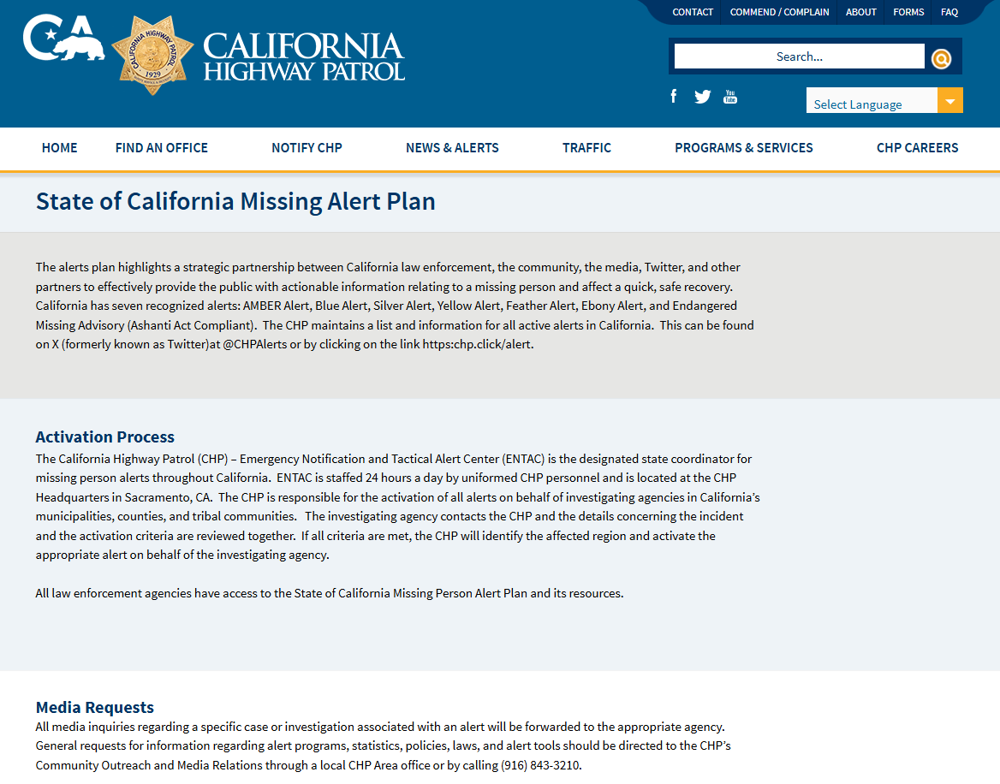 CONTACT COMMEND / COMPLAIN ABOUT FORMS FAQ
CA
CALIFORNIA HIGHWAY PATROL
1929
CALIFORNIA
HIGHWAY PATROL
Search...
f You Tube
Select Language
HOME FIND AN OFFICE NOTIFY CHP NEWS & ALERTS TRAFFIC PROGRAMS & SERVICES CHP CAREERS
State of California Missing Alert Plan
The alerts plan highlights a strategic partnership between California law enforcement, the community, the media, Twitter, and other
partners to effectively provide the public with actionable information relating to a missing person and affect a quick, safe recovery.
California has seven recognized alerts: AMBER Alert, Blue Alert, Silver Alert, Yellow Alert, Feather Alert, Ebony Alert, and Endangered
Missing Advisory (Ashanti Act Compliant).  The CHP maintains a list and information for all active alerts in California.  This can be found
on X (formerly known as Twitter)at @CHPAlerts or by clicking on the link https:chp.click/alert.
Activation Process
The California Highway Patrol (CHP) – Emergency Notification and Tactical Alert Center (ENTAC) is the designated state coordinator for
missing person alerts throughout California.  ENTAC is staffed 24 hours a day by uniformed CHP personnel and is located at the CHP
Headquarters in Sacramento, CA.  The CHP is responsible for the activation of all alerts on behalf of investigating agencies in California’s
municipalities, counties, and tribal communities.   The investigating agency contacts the CHP and the details concerning the incident
and the activation criteria are reviewed together.  If all criteria are met, the CHP will identify the affected region and activate the
appropriate alert on behalf of the investigating agency.
All law enforcement agencies have access to the State of California Missing Person Alert Plan and its resources.
Media Requests
All media inquiries regarding a specific case or investigation associated with an alert will be forwarded to the appropriate agency.
General requests for information regarding alert programs, statistics, policies, laws, and alert tools should be directed to the CHP’s
Community Outreach and Media Relations through a local CHP Area office or by calling (916) 843-3210.